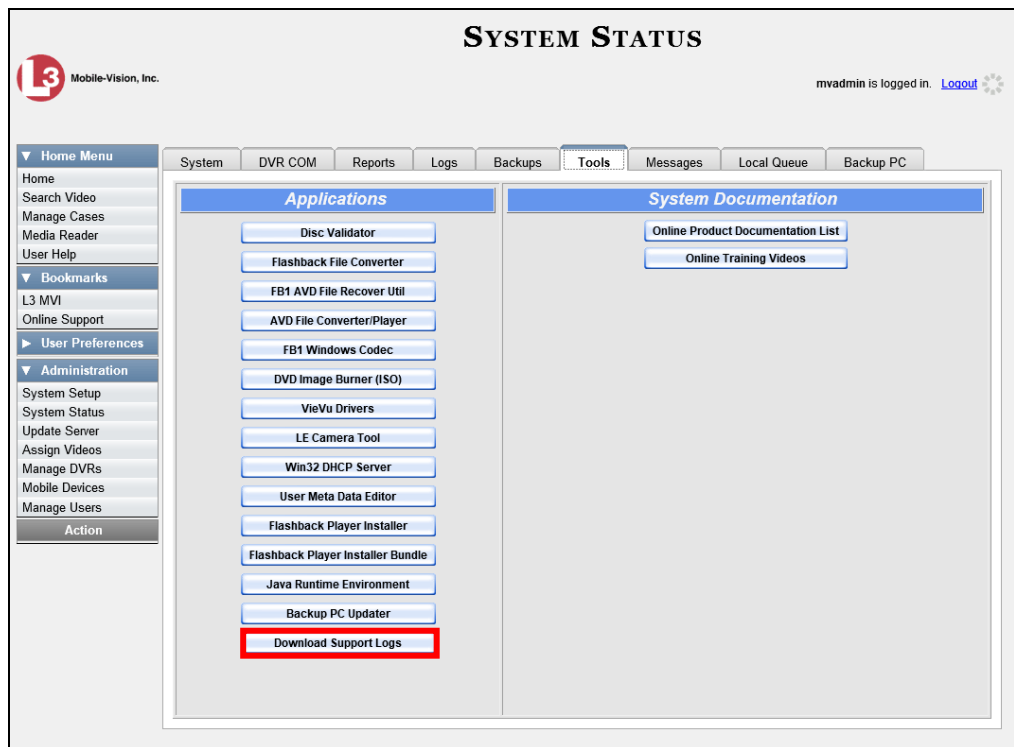 SYSTEM STATUS
L3 Mobile-Vision, Inc.
mvadmin is logged in. Logout
▼ Home Menu
Home
Search Video
Manage Cases
Media Reader
User Help
▼ Bookmarks
L3 MVI
Online Support
► User Preferences
▼ Administration
System Setup
System Status
Update Server
Assign Videos
Manage DVRs
Mobile Devices
Manage Users
Action
System DVR COM Reports Logs Backups Tools Messages Local Queue Backup PC
Applications
Disc Validator
Flashback File Converter
FB1 AVD File Recover Util
AVD File Converter/Player
FB1 Windows Codec
DVD Image Burner (ISO)
VieVu Drivers
LE Camera Tool
Win32 DHCP Server
User Meta Data Editor
Flashback Player Installer
Flashback Player Installer Bundle
Java Runtime Environment
Backup PC Updater
Download Support Logs
System Documentation
Online Product Documentation List
Online Training Videos